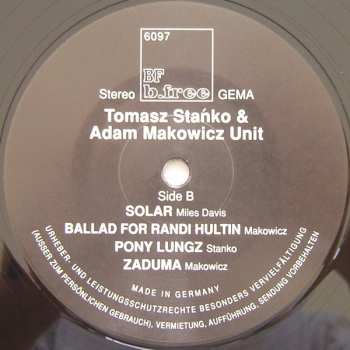 6097
BF
b.free
Stereo GEMA
Tomasz Stańko &
Adam Makowicz Unit
Side B
SOLAR Miles Davis
BALLAD FOR RANDI HULTIN Makowicz
PONY LUNGZ Stanko
ZADUMA Makowicz
MADE IN GERMANY
URHEBER- UND LEISTUNGSSCHUTZRECHTE BESONDERS VERVIELFÄLTIGUNG
(AUSSER ZUM PERSÖNLICHEN GEBRAUCH), VERMIETUNG, AUFFÜHRUNG, SENDUNG VORBEHALTEN